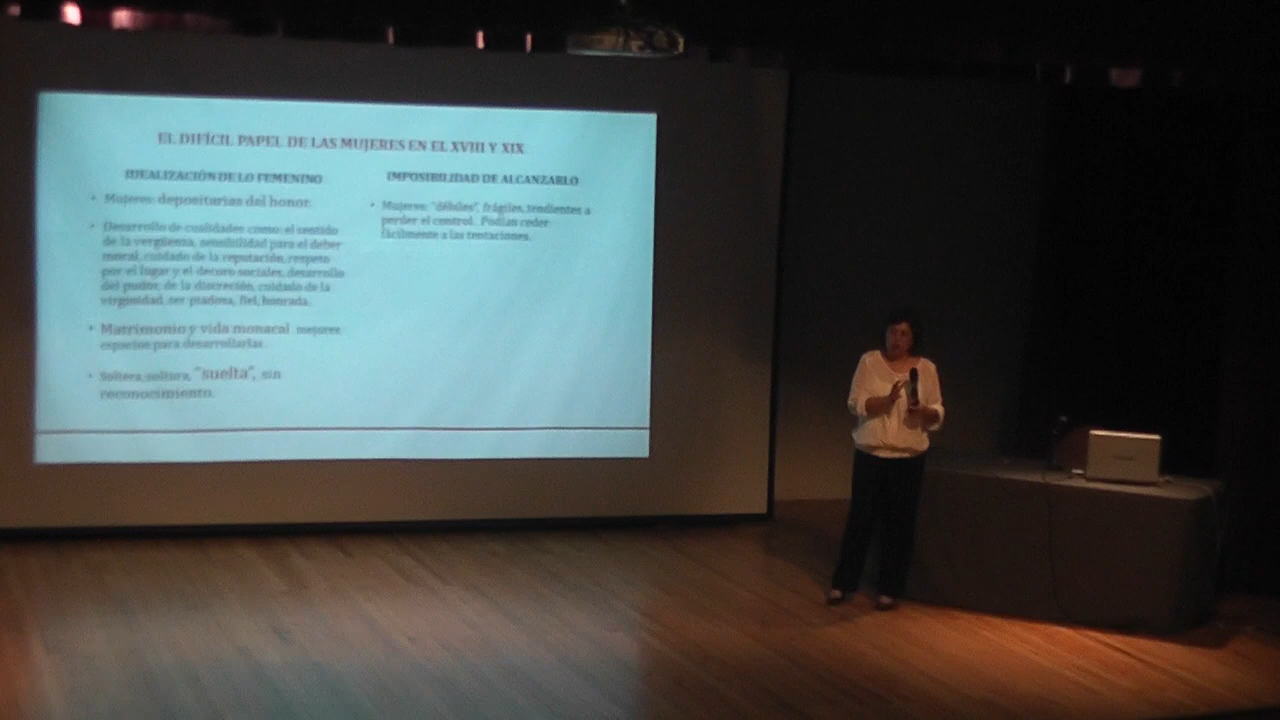 EL DIFÍCIL PAPEL DE LAS MUJERES EN EL XVIII Y XIX
IDEALIZACIÓN DE LO FEMENINO
• Mujeres: depositarias del honor.
• Desarrollo de cualidades como: el sentido
de la vergüenza, sensibilidad para el deber
moral, cuidado de la reputación, respeto
por el lugar y el decoro sociales, desarrollo
del pudor, de la discreción, cuidado de la
virginidad, ser piadosa, fiel, honrada.
• Matrimonio y vida monacal mejores
espacios para desarrollarlas.
• Soltera, soltura, "suelta", sin
reconocimiento.
IMPOSIBILIDAD DE ALCANZARLO
• Mujeres: "débiles", frágiles, tendientes a
perder el control. Podían ceder
fácilmente a las tentaciones.